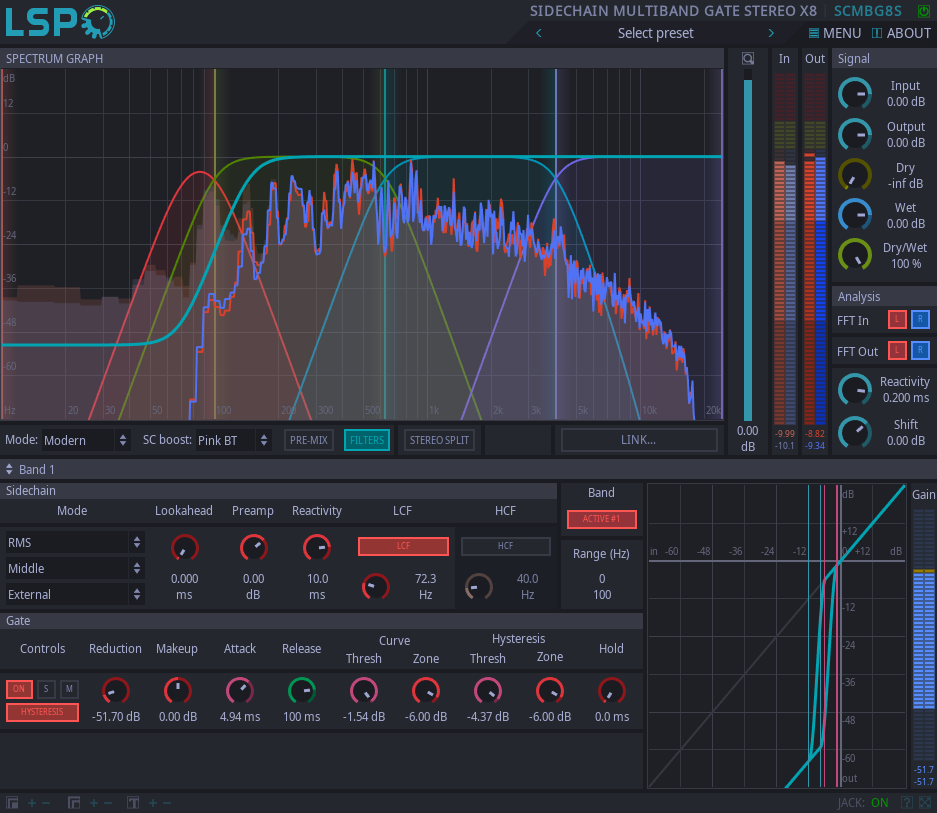 LSP
SIDECHAIN MULTIBAND GATE STEREO X8 SCMBG8S
Select preset
MENU
ABOUT
SPECTRUM GRAPH
In
Out
Signal
dB
12
0
-12
-24
-36
-48
-60
Hz 20 30 50 100 200 300 500 1k 2k 3k 5k 10k 20k
Input
0.00 dB
Output
0.00 dB
Dry
-inf dB
Wet
0.00 dB
Dry/Wet
100 %
Analysis
FFT In L R
FFT Out L R
Reactivity
0.200 ms
Shift
0.00 dB
0.00
dB
-9.99
-10.1
-8.82
-9.34
Mode: Modern SC boost: Pink BT PRE-MIX FILTERS STEREO SPLIT LINK...
Band 1
Sidechain
Mode Lookahead Preamp Reactivity LCF HCF
RMS
Middle
External
0.000
ms
0.00
dB
10.0
ms
LCF
72.3
Hz
HCF
40.0
Hz
Band
ACTIVE #1
Range (Hz)
0
100
Gate
Controls Reduction Makeup Attack Release
Curve
Thresh Zone
Hysteresis
Thresh Zone
Hold
ON S M
HYSTERESIS
-51.70 dB 0.00 dB 4.94 ms 100 ms -1.54 dB -6.00 dB -4.37 dB -6.00 dB 0.0 ms
dB
+12
in -60 -48 -36 -24 -12 0 +12 dB
-12
-24
-36
-48
-60
out
Gain
-51.7
-51.7
JACK: ON